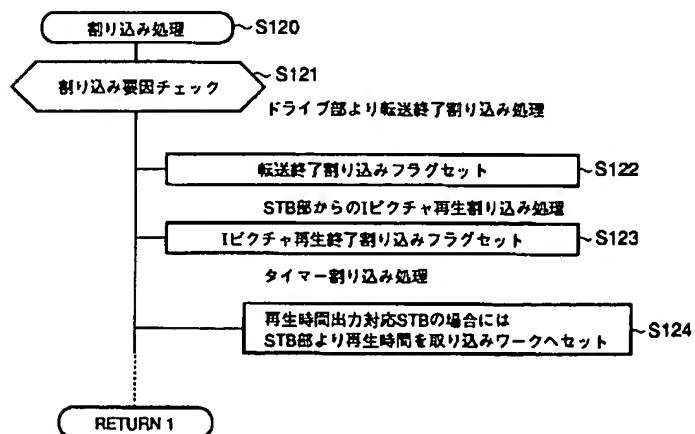 割り込み処理 S120
割り込み要因チェック S121
ドライブ部より転送終了割り込み処理
転送終了割り込みフラグセット S122
STB部からのIピクチャ再生割り込み処理
Iピクチャ再生終了割り込みフラグセット S123
タイマー割り込み処理
再生時間出力対応STBの場合には
STB部より再生時間を取り込みワークへセット S124
RETURN 1